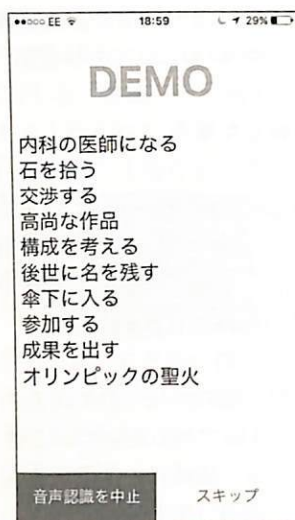 ●●○○○ EE 18:59 29%
DEMO
内科の医師になる
石を拾う
交渉する
高尚な作品
構成を考える
後世に名を残す
傘下に入る
参加する
成果を出す
オリンピックの聖火
音声認識を中止 スキップ